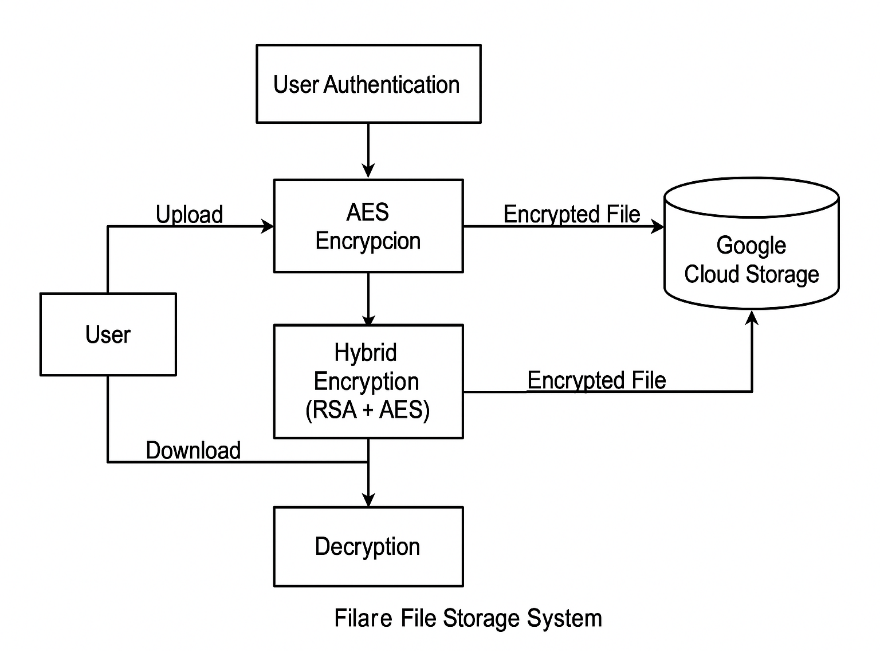 User Authentication
Upload
AES
Encrypcion
Encrypted File
Google
Cloud Storage
User
Hybrid
Encryption
(RSA + AES)
Encrypted File
Download
Decryption
Filare File Storage System